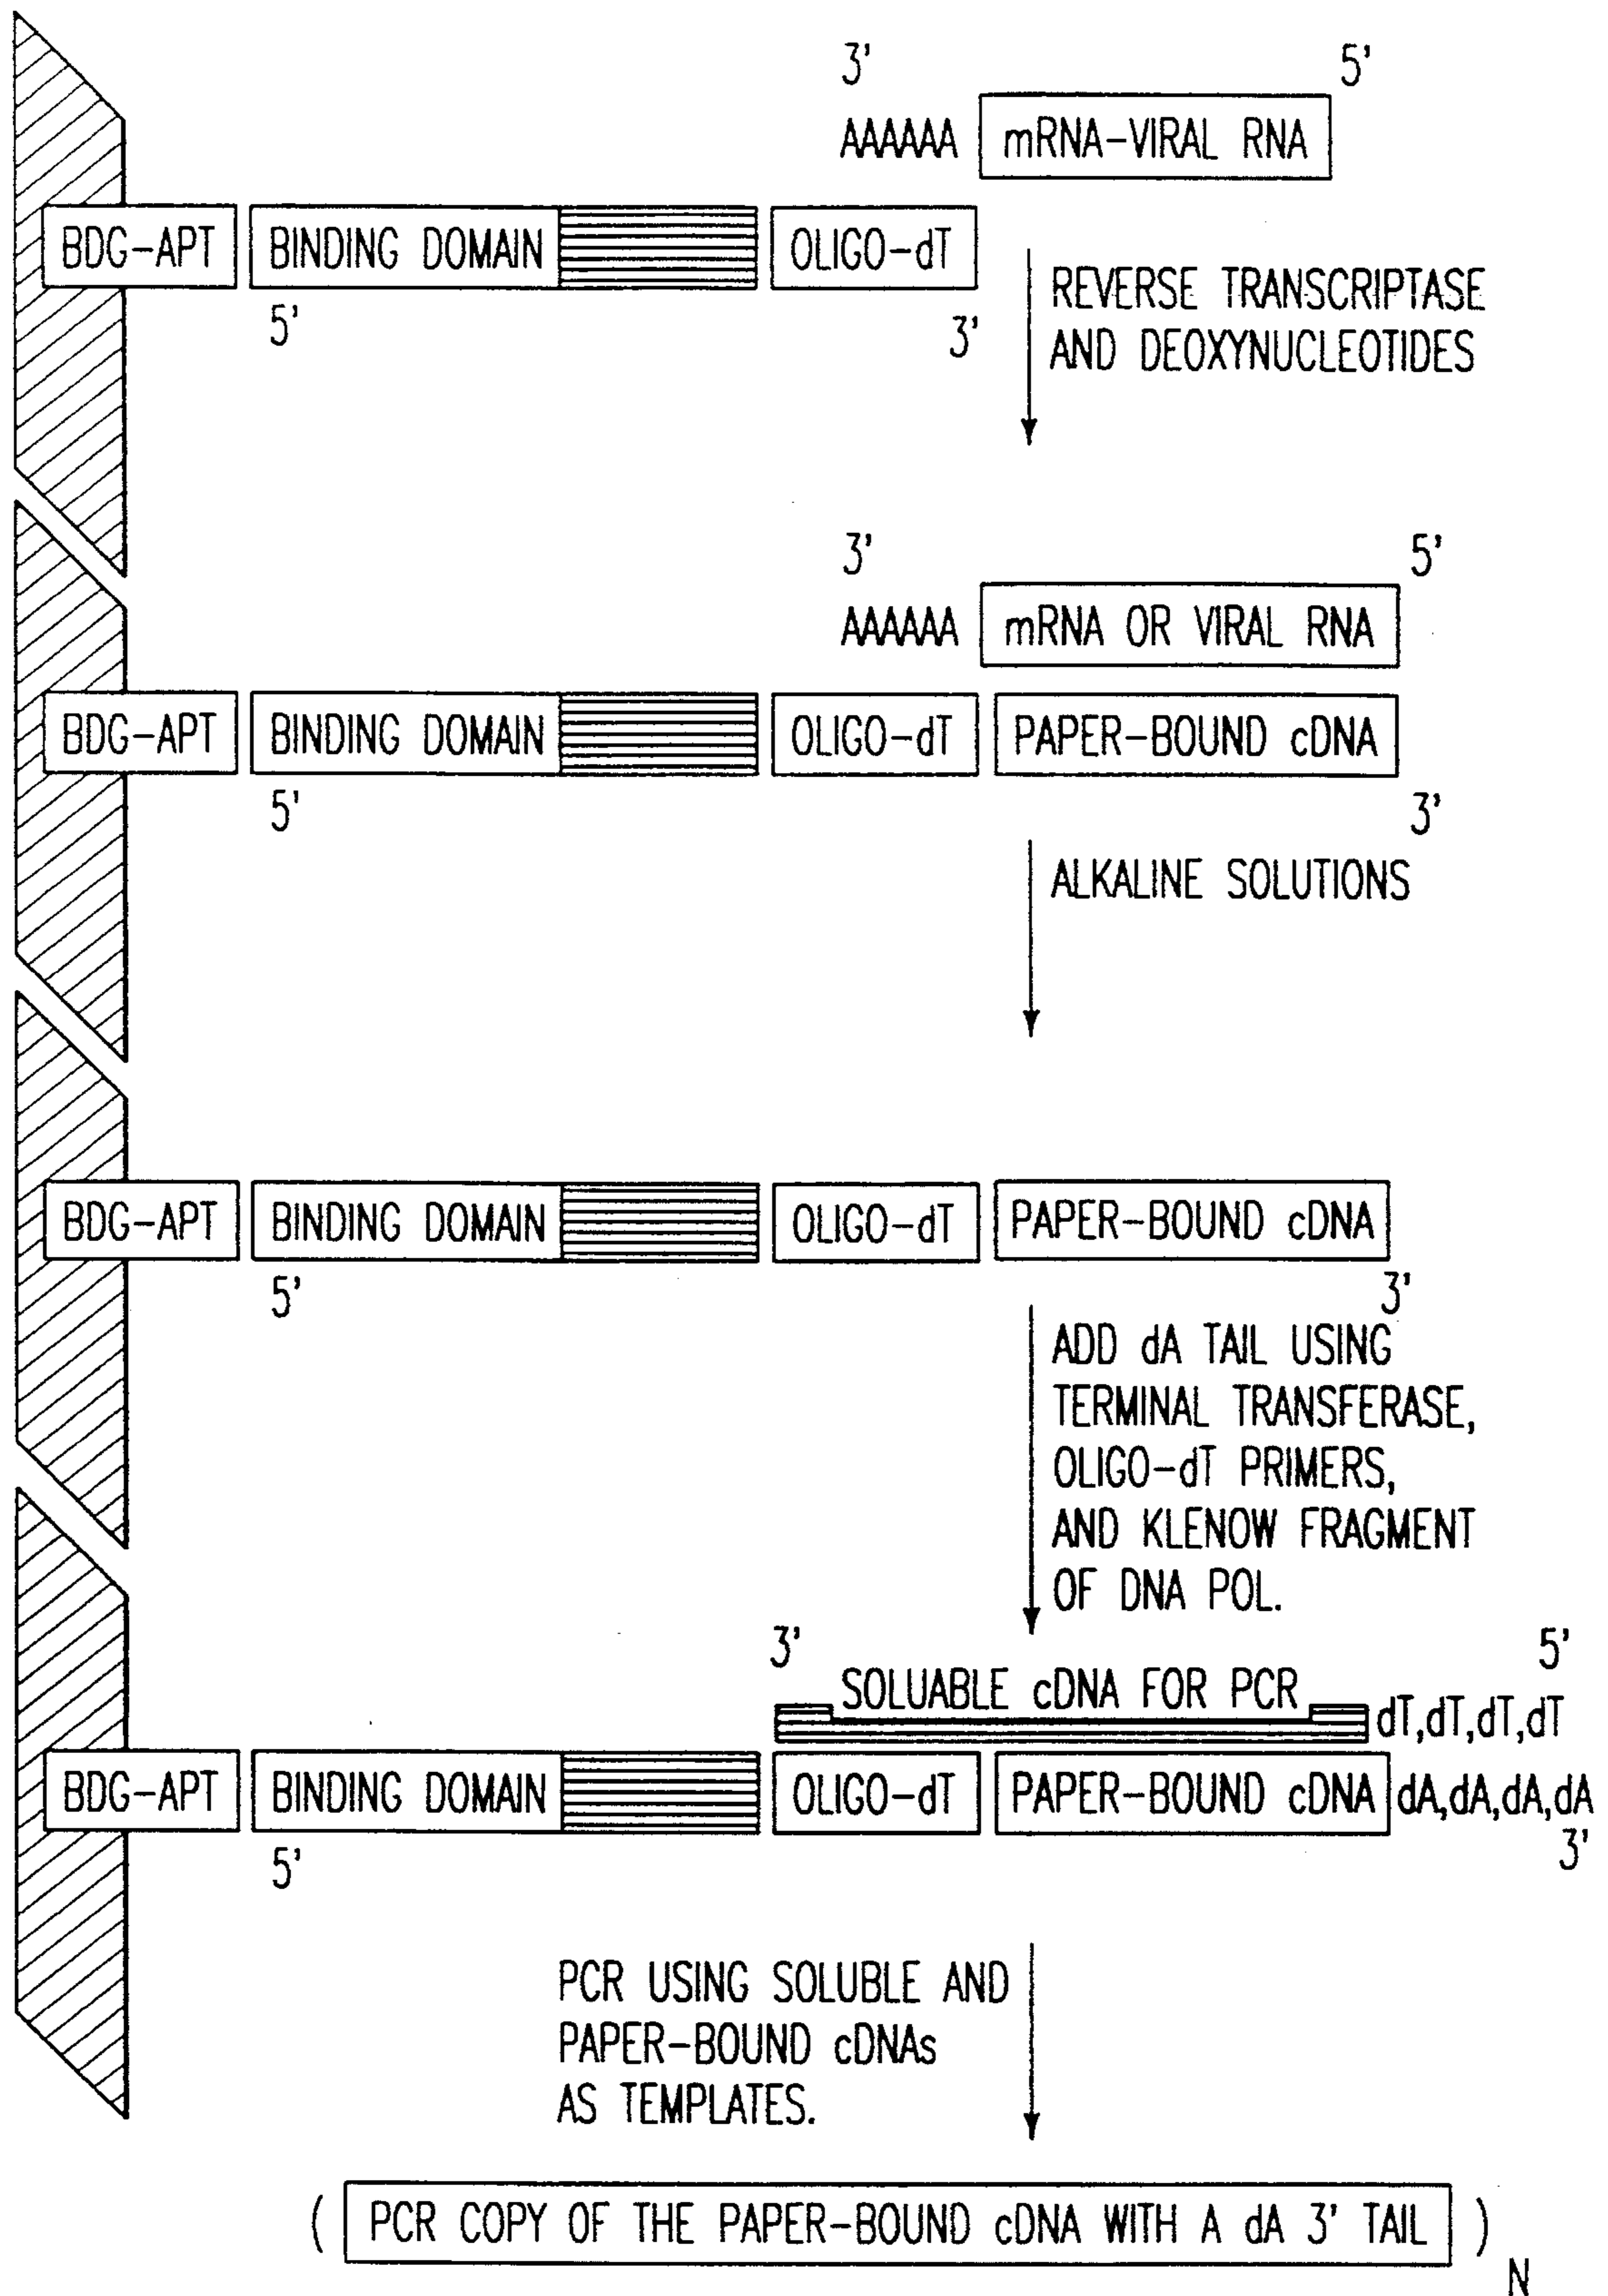 3' 5'
AAAAAA mRNA-VIRAL RNA
BDG-APT BINDING DOMAIN OLIGO-dT
5' 3'
REVERSE TRANSCRIPTASE
AND DEOXYNUCLEOTIDES
3' 5'
AAAAAA mRNA OR VIRAL RNA
BDG-APT BINDING DOMAIN OLIGO-dT PAPER-BOUND cDNA
5' 3'
ALKALINE SOLUTIONS
BDG-APT BINDING DOMAIN OLIGO-dT PAPER-BOUND cDNA
5' 3'
ADD dA TAIL USING
TERMINAL TRANSFERASE,
OLIGO-dT PRIMERS,
AND KLENOW FRAGMENT
OF DNA POL.
3' 5'
SOLUABLE cDNA FOR PCR dT,dT,dT,dT
BDG-APT BINDING DOMAIN OLIGO-dT PAPER-BOUND cDNA dA,dA,dA,dA
5' 3'
PCR USING SOLUBLE AND
PAPER-BOUND cDNAs
AS TEMPLATES.
( PCR COPY OF THE PAPER-BOUND cDNA WITH A dA 3' TAIL )
N